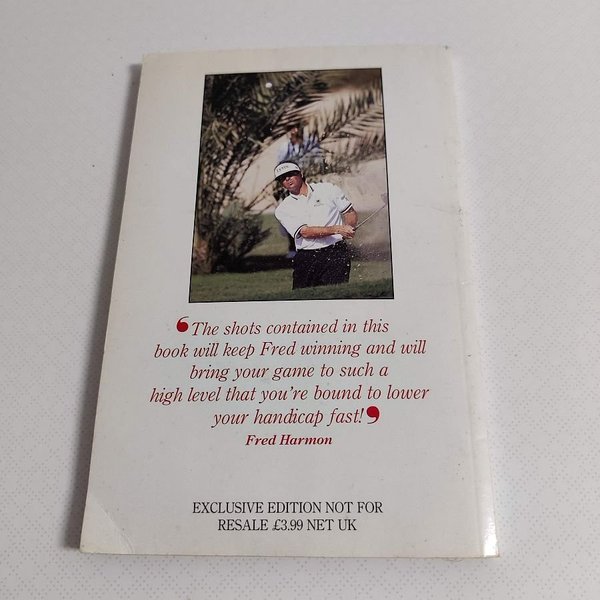 ❛The shots contained in this
book will keep Fred winning and will
bring your game to such a
high level that you're bound to lower
your handicap fast!❜
Fred Harmon
EXCLUSIVE EDITION NOT FOR
RESALE £3.99 NET UK